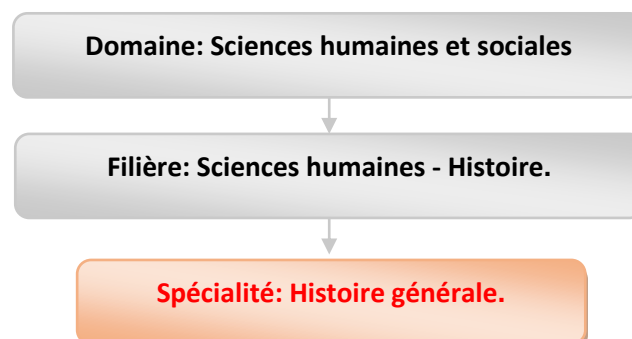 Domaine: Sciences humaines et sociales
Filière: Sciences humaines - Histoire.
Spécialité: Histoire générale.